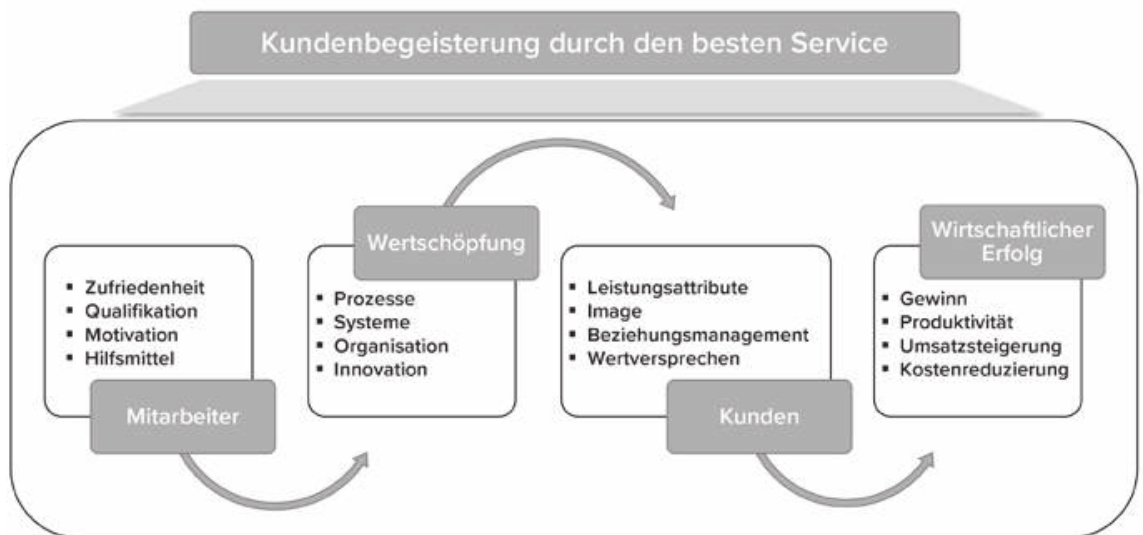 Kundenbegeisterung durch den besten Service
Mitarbeiter
▪ Zufriedenheit
▪ Qualifikation
▪ Motivation
▪ Hilfsmittel
Wertschöpfung
▪ Prozesse
▪ Systeme
▪ Organisation
▪ Innovation
Kunden
▪ Leistungsattribute
▪ Image
▪ Beziehungsmanagement
▪ Wertversprechen
Wirtschaftlicher
Erfolg
▪ Gewinn
▪ Produktivität
▪ Umsatzsteigerung
▪ Kostenreduzierung